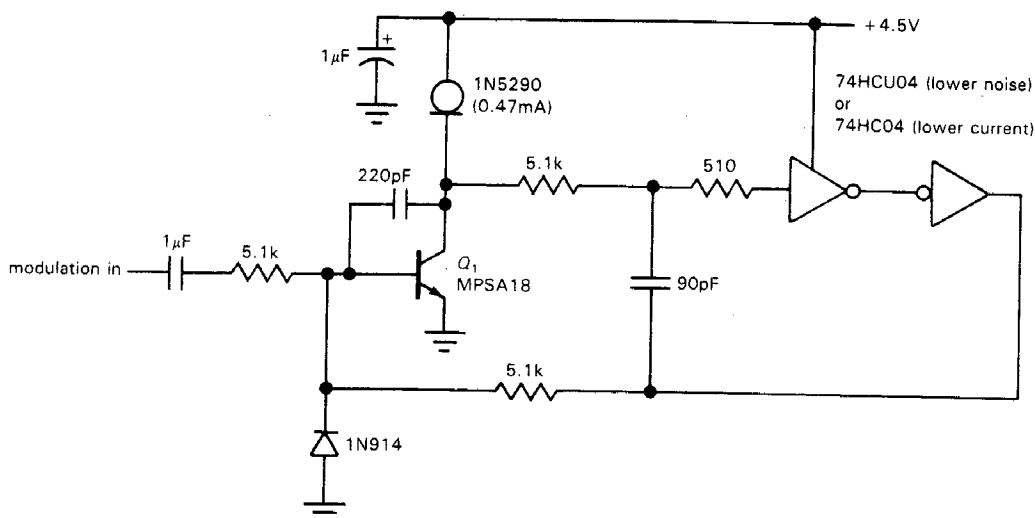 +4.5V
1µF
+
1N5290
(0.47mA)
74HCU04 (lower noise)
or
74HC04 (lower current)
220pF
5.1k
510
modulation in
1µF
5.1k
Q₁
MPSA18
90pF
5.1k
1N914